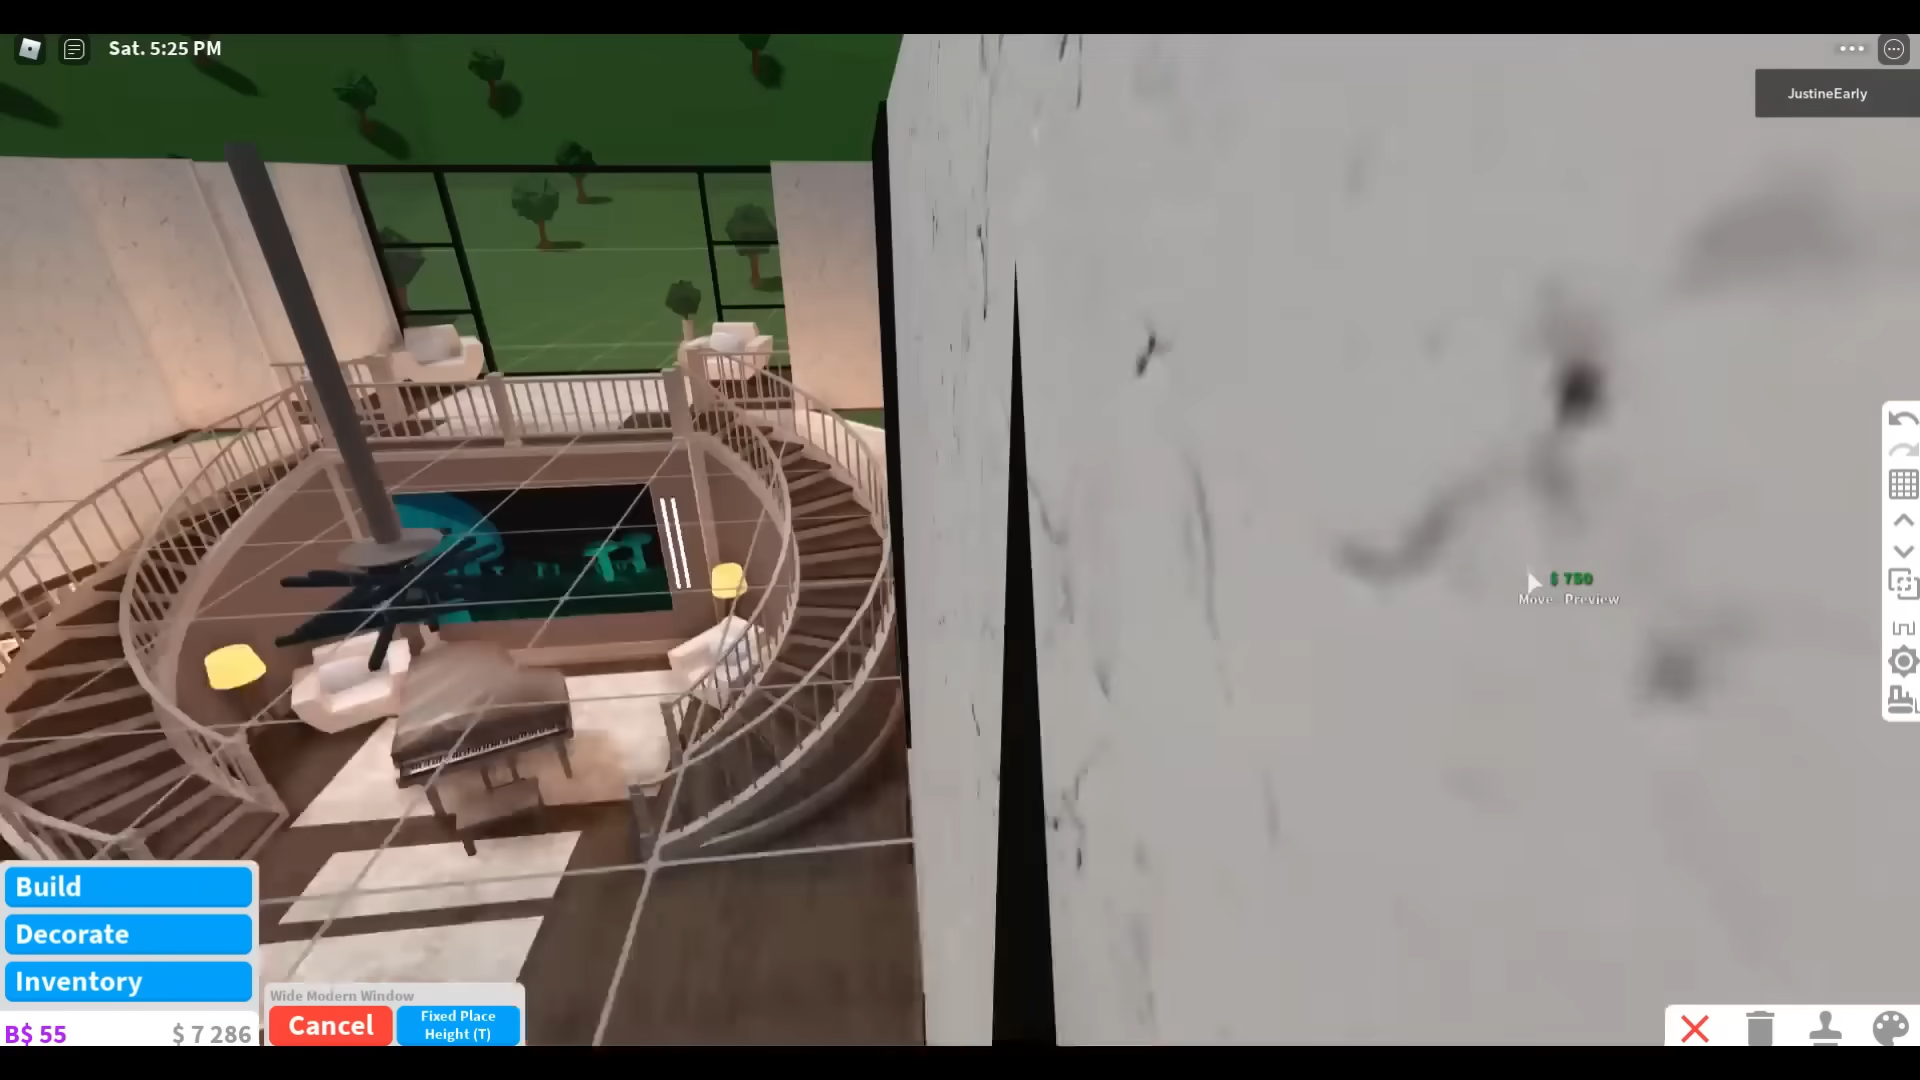 Sat. 5:25 PM
JustineEarly
$ 750
Move - Preview
Build
Decorate
Inventory
Wide Modern Window
Cancel
Fixed Place
Height (T)
B$ 55
$ 7 286